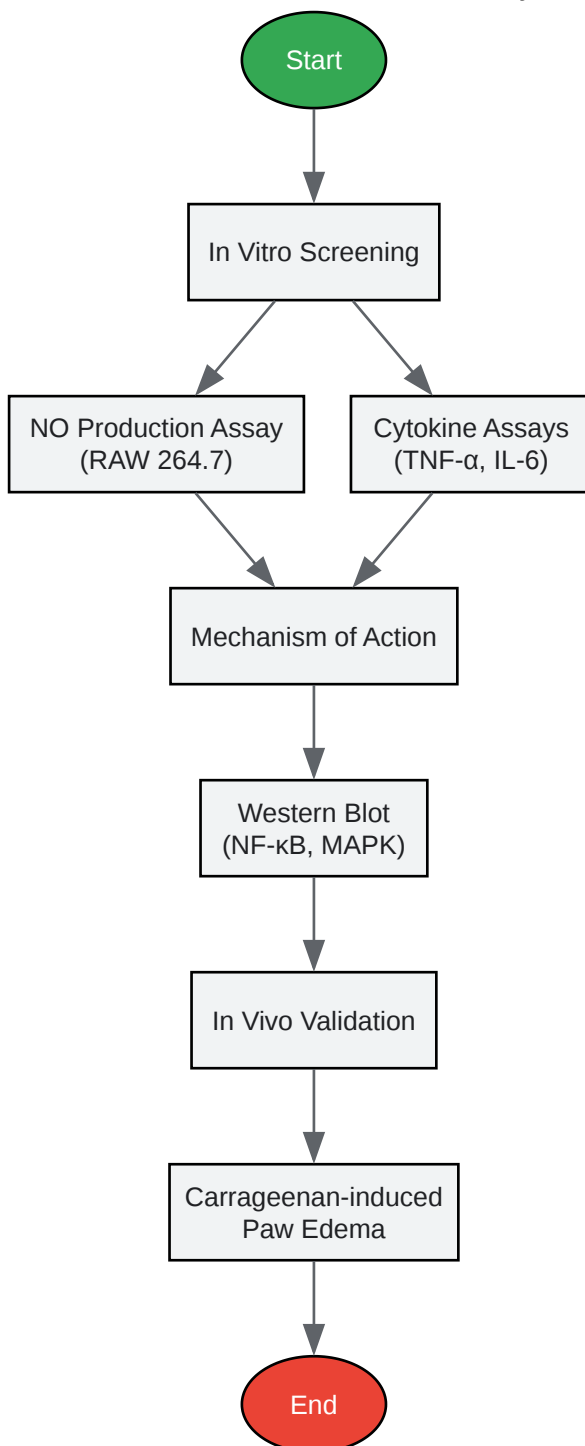 Start
In Vitro Screening
NO Production Assay
(RAW 264.7)
Cytokine Assays
(TNF-α, IL-6)
Mechanism of Action
Western Blot
(NF-κB, MAPK)
In Vivo Validation
Carrageenan-induced
Paw Edema
End